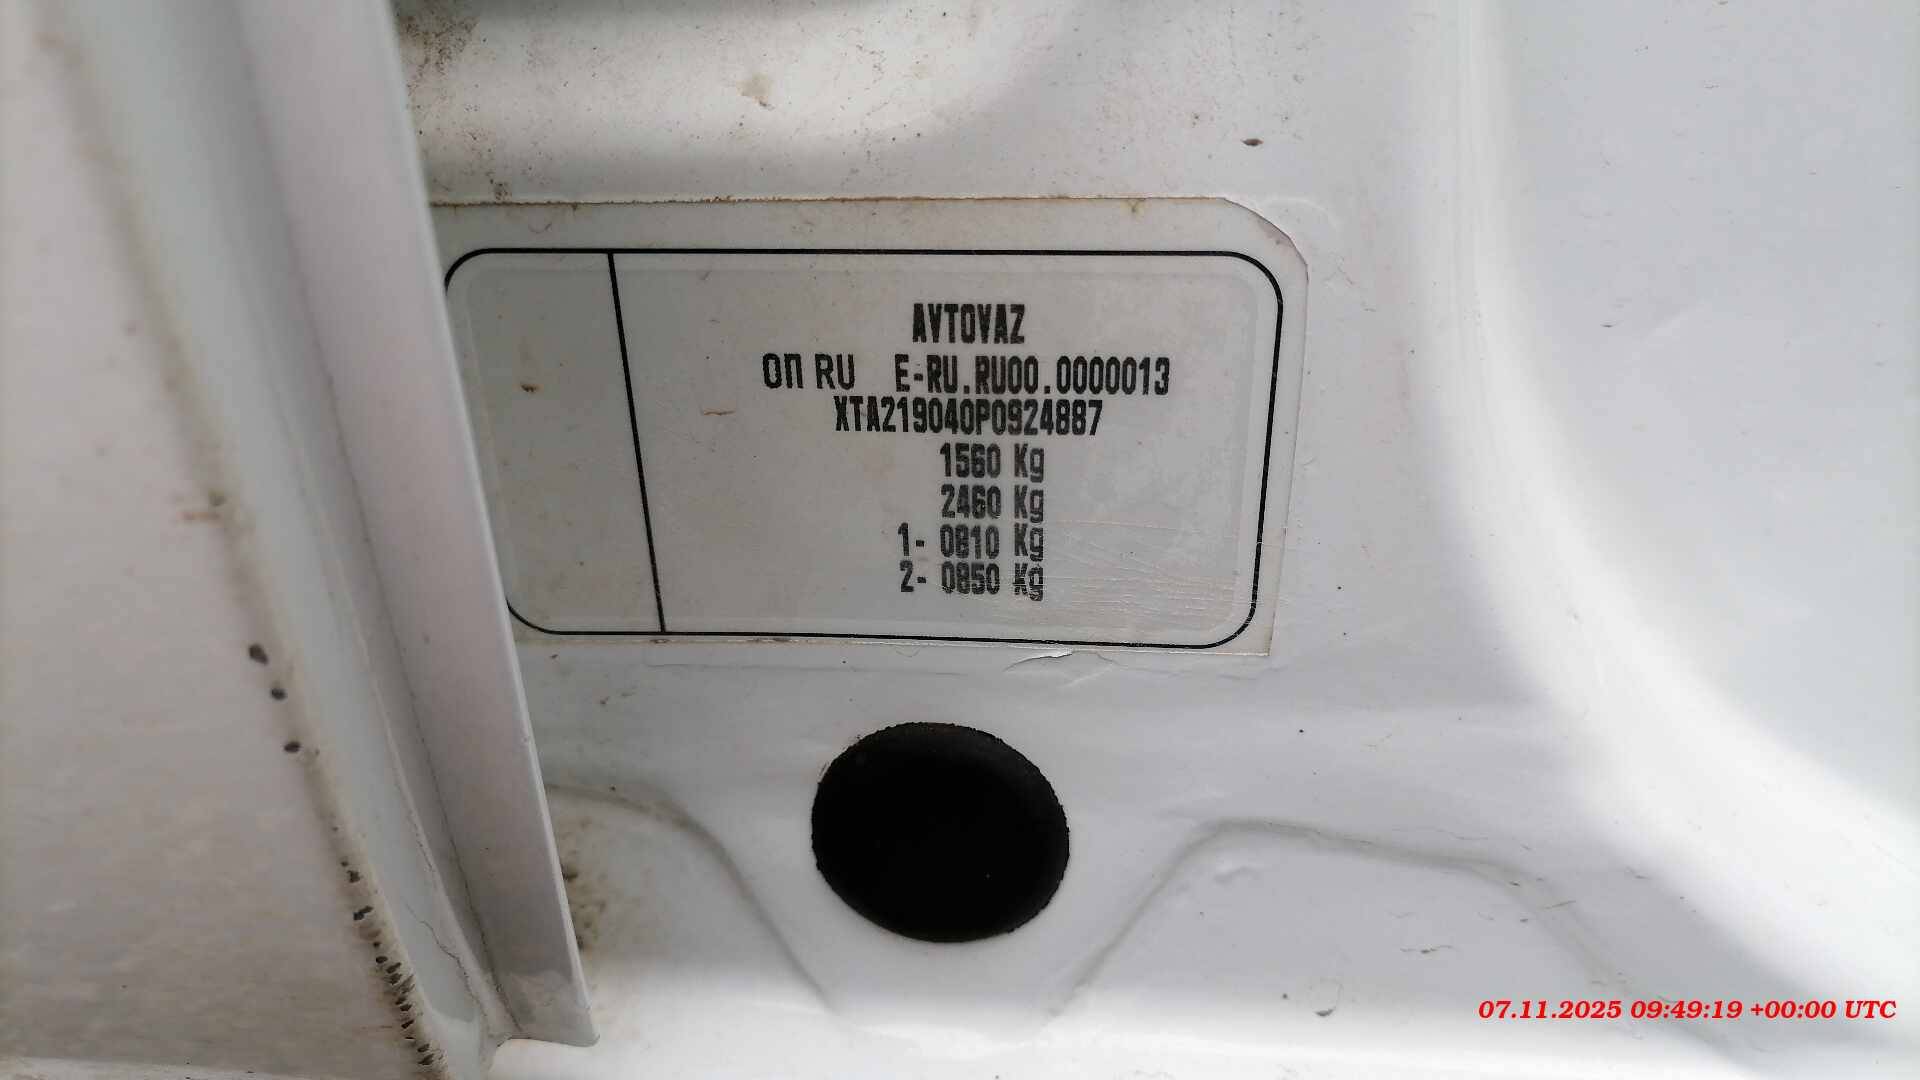 AVTOVAZ
ОП RU E-RU.RU00.0000013
XTA219040P0924887
1560 Kg
2460 Kg
1- 0810 Kg
2- 0850 Kg
07.11.2025 09:49:19 +00:00 UTC